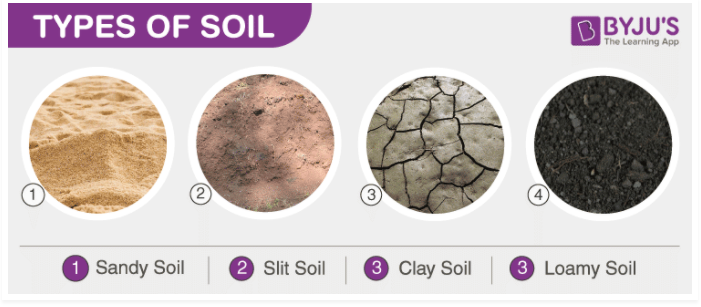 TYPES OF SOIL
BYJU'S
The Learning App
1
2
3
4
1 Sandy Soil
2 Slit Soil
3 Clay Soil
3 Loamy Soil